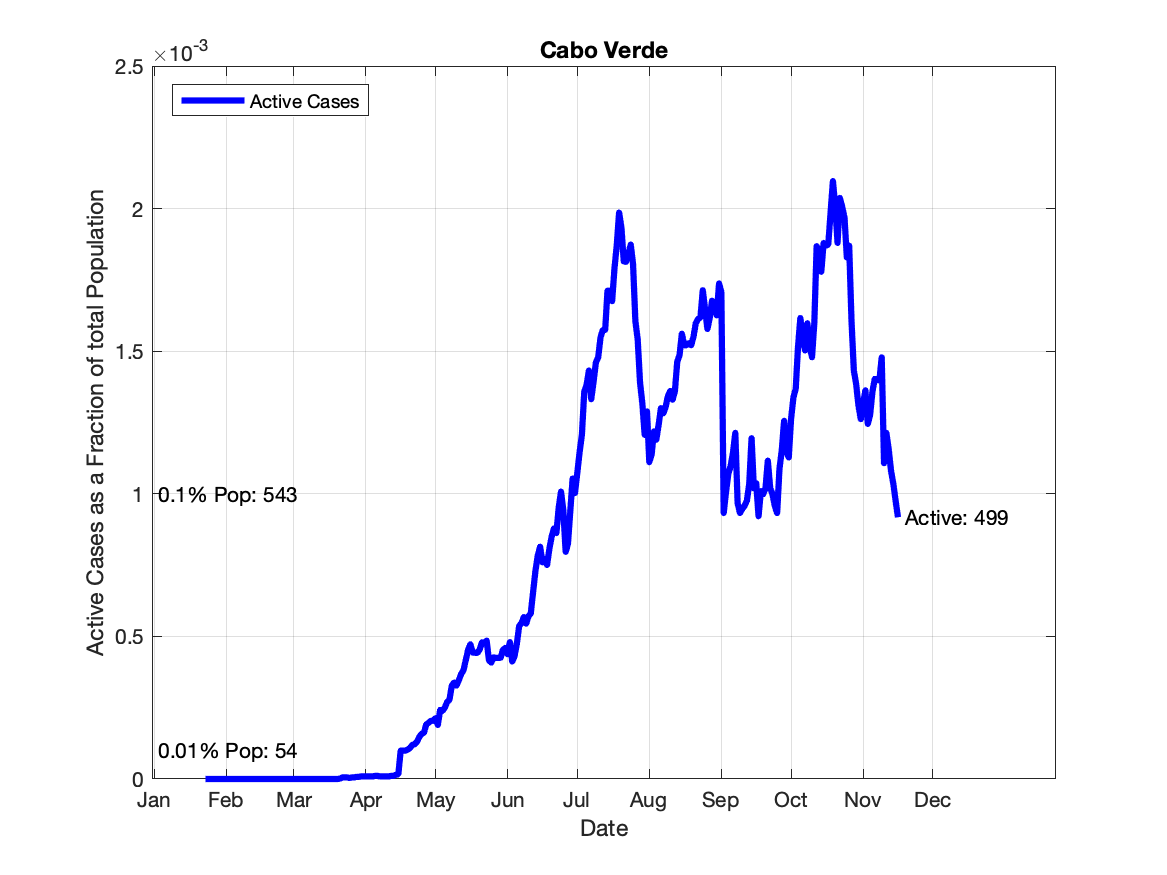 Cabo Verde
×10-3
2.5
2
1.5
1
0.5
0
Active Cases
Active Cases as a Fraction of total Population
0.1% Pop: 543
0.01% Pop: 54
Active: 499
Jan Feb Mar Apr May Jun Jul Aug Sep Oct Nov Dec
Date